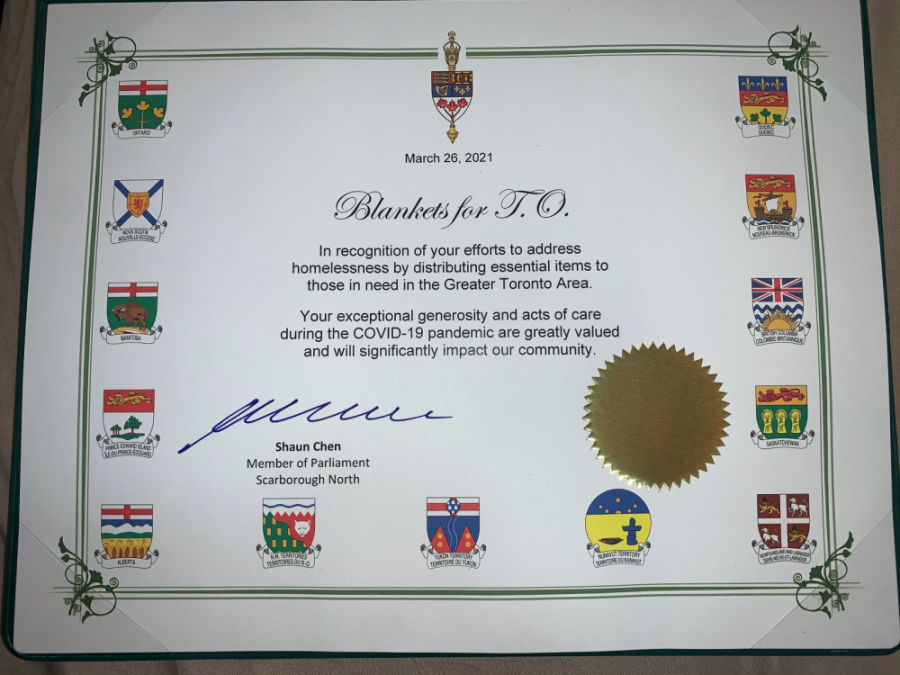 March 26, 2021
Blankets for T.O.
In recognition of your efforts to address
homelessness by distributing essential items to
those in need in the Greater Toronto Area.
Your exceptional generosity and acts of care
during the COVID-19 pandemic are greatly valued
and will significantly impact our community.
Shaun Chen
Member of Parliament
Scarborough North
ONTARIO
QUEBEC
QUÉBEC
NOVA SCOTIA
NOUVELLE-ÉCOSSE
NEW BRUNSWICK
NOUVEAU-BRUNSWICK
MANITOBA
BRITISH COLUMBIA
COLOMBIE-BRITANNIQUE
PRINCE EDWARD ISLAND
ÎLE-DU-PRINCE-ÉDOUARD
SASKATCHEWAN
ALBERTA
N.W. TERRITORIES
TERRITOIRES DU N.-O.
YUKON TERRITORY
TERRITOIRE DU YUKON
NUNAVUT TERRITORY
TERRITOIRE DU NUNAVUT
NEWFOUNDLAND AND LABRADOR
TERRE-NEUVE-ET-LABRADOR